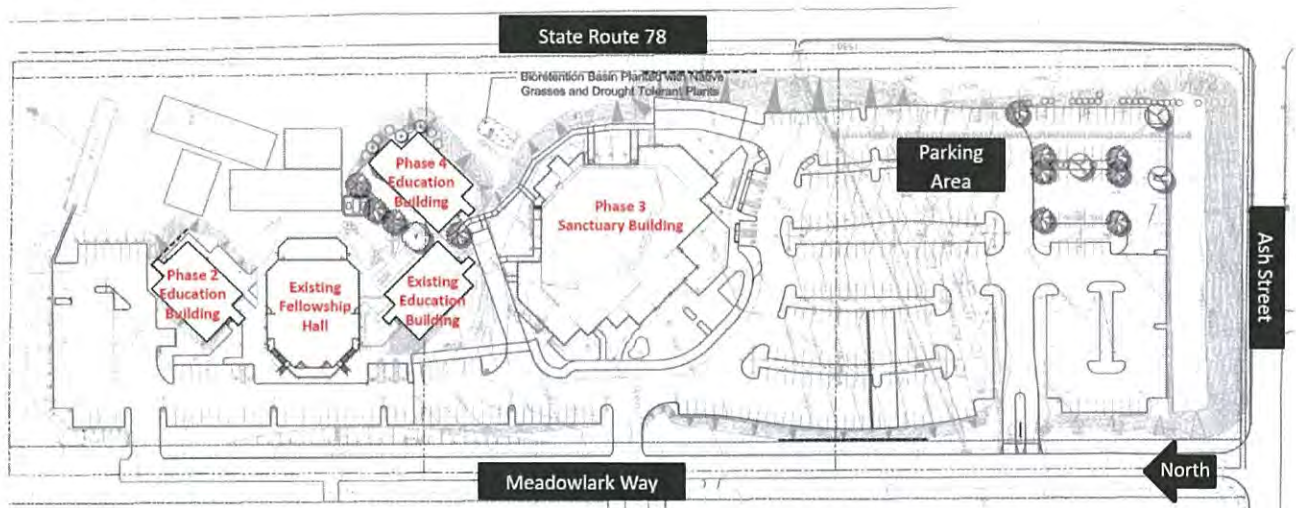 State Route 78
Bioretention Basin Planted with Native
Grasses and Drought Tolerant Plants
Phase 4
Education
Building
Parking
Area
Phase 3
Sanctuary Building
Ash Street
Phase 2
Education
Building
Existing
Fellowship
Hall
Existing
Education
Building
North
Meadowlark Way